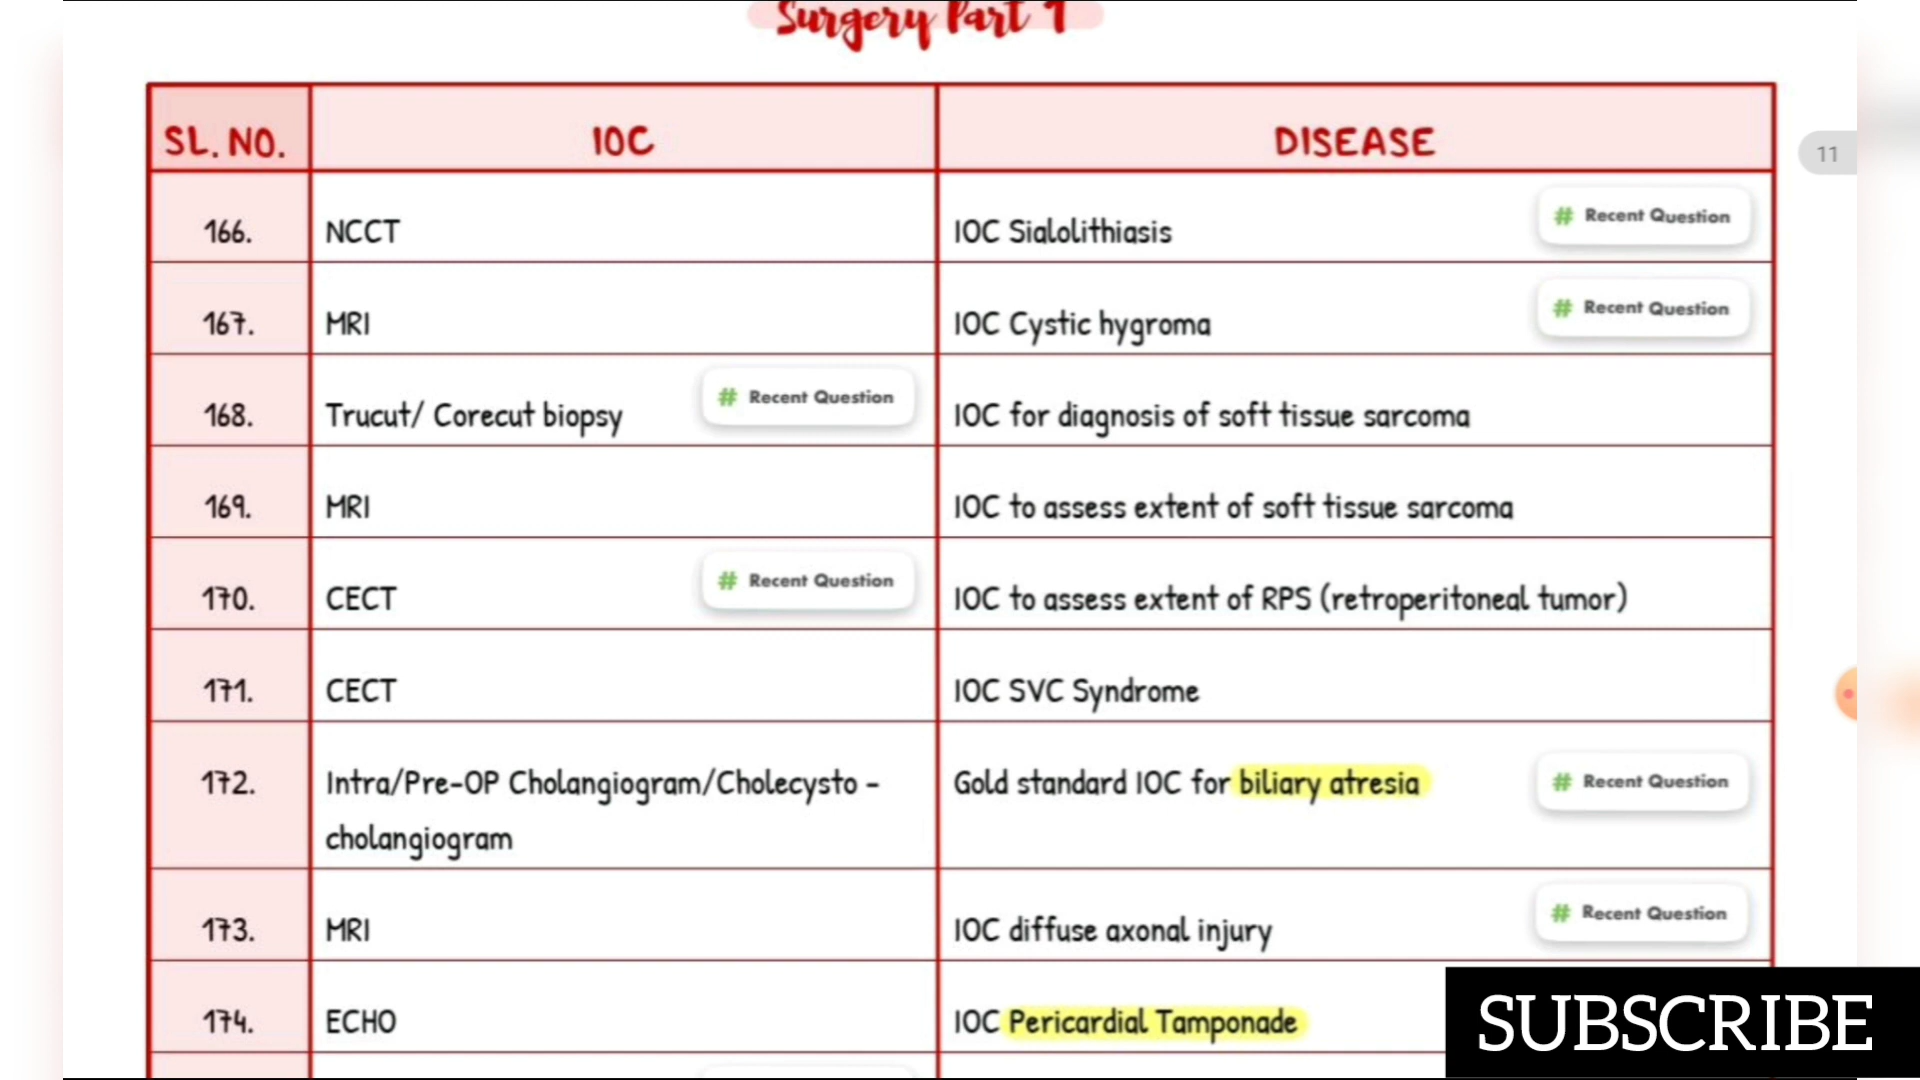 Surgery Part 1
SL. NO. IOC DISEASE
11
166. NCCT IOC Sialolithiasis # Recent Question
167. MRI IOC Cystic hygroma # Recent Question
168. Trucut/ Corecut biopsy # Recent Question IOC for diagnosis of soft tissue sarcoma
169. MRI IOC to assess extent of soft tissue sarcoma
170. CECT # Recent Question IOC to assess extent of RPS (retroperitoneal tumor)
171. CECT IOC SVC Syndrome
172. Intra/Pre-OP Cholangiogram/Cholecysto - Gold standard IOC for biliary atresia # Recent Question
cholangiogram
173. MRI IOC diffuse axonal injury # Recent Question
174. ECHO IOC Pericardial Tamponade
SUBSCRIBE